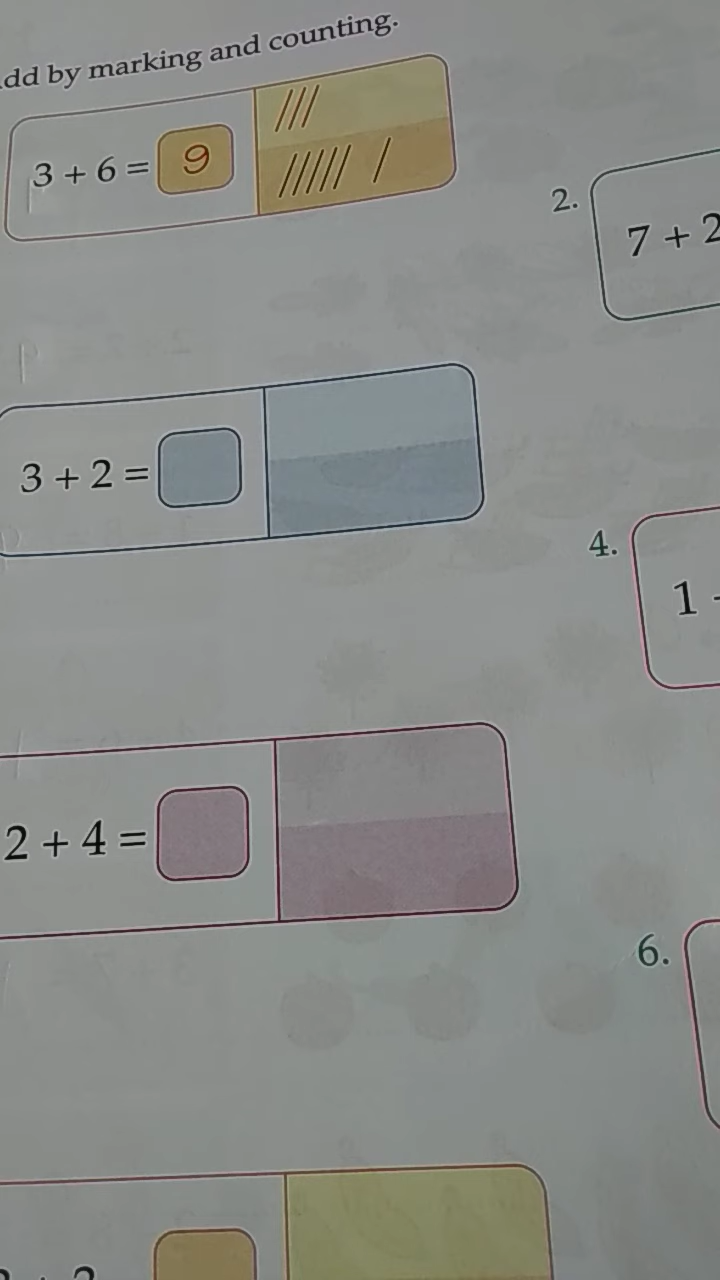 dd by marking and counting.
3 + 6 = 9
2.
7 + 2
3 + 2 =
4.
1
2 + 4 =
6.